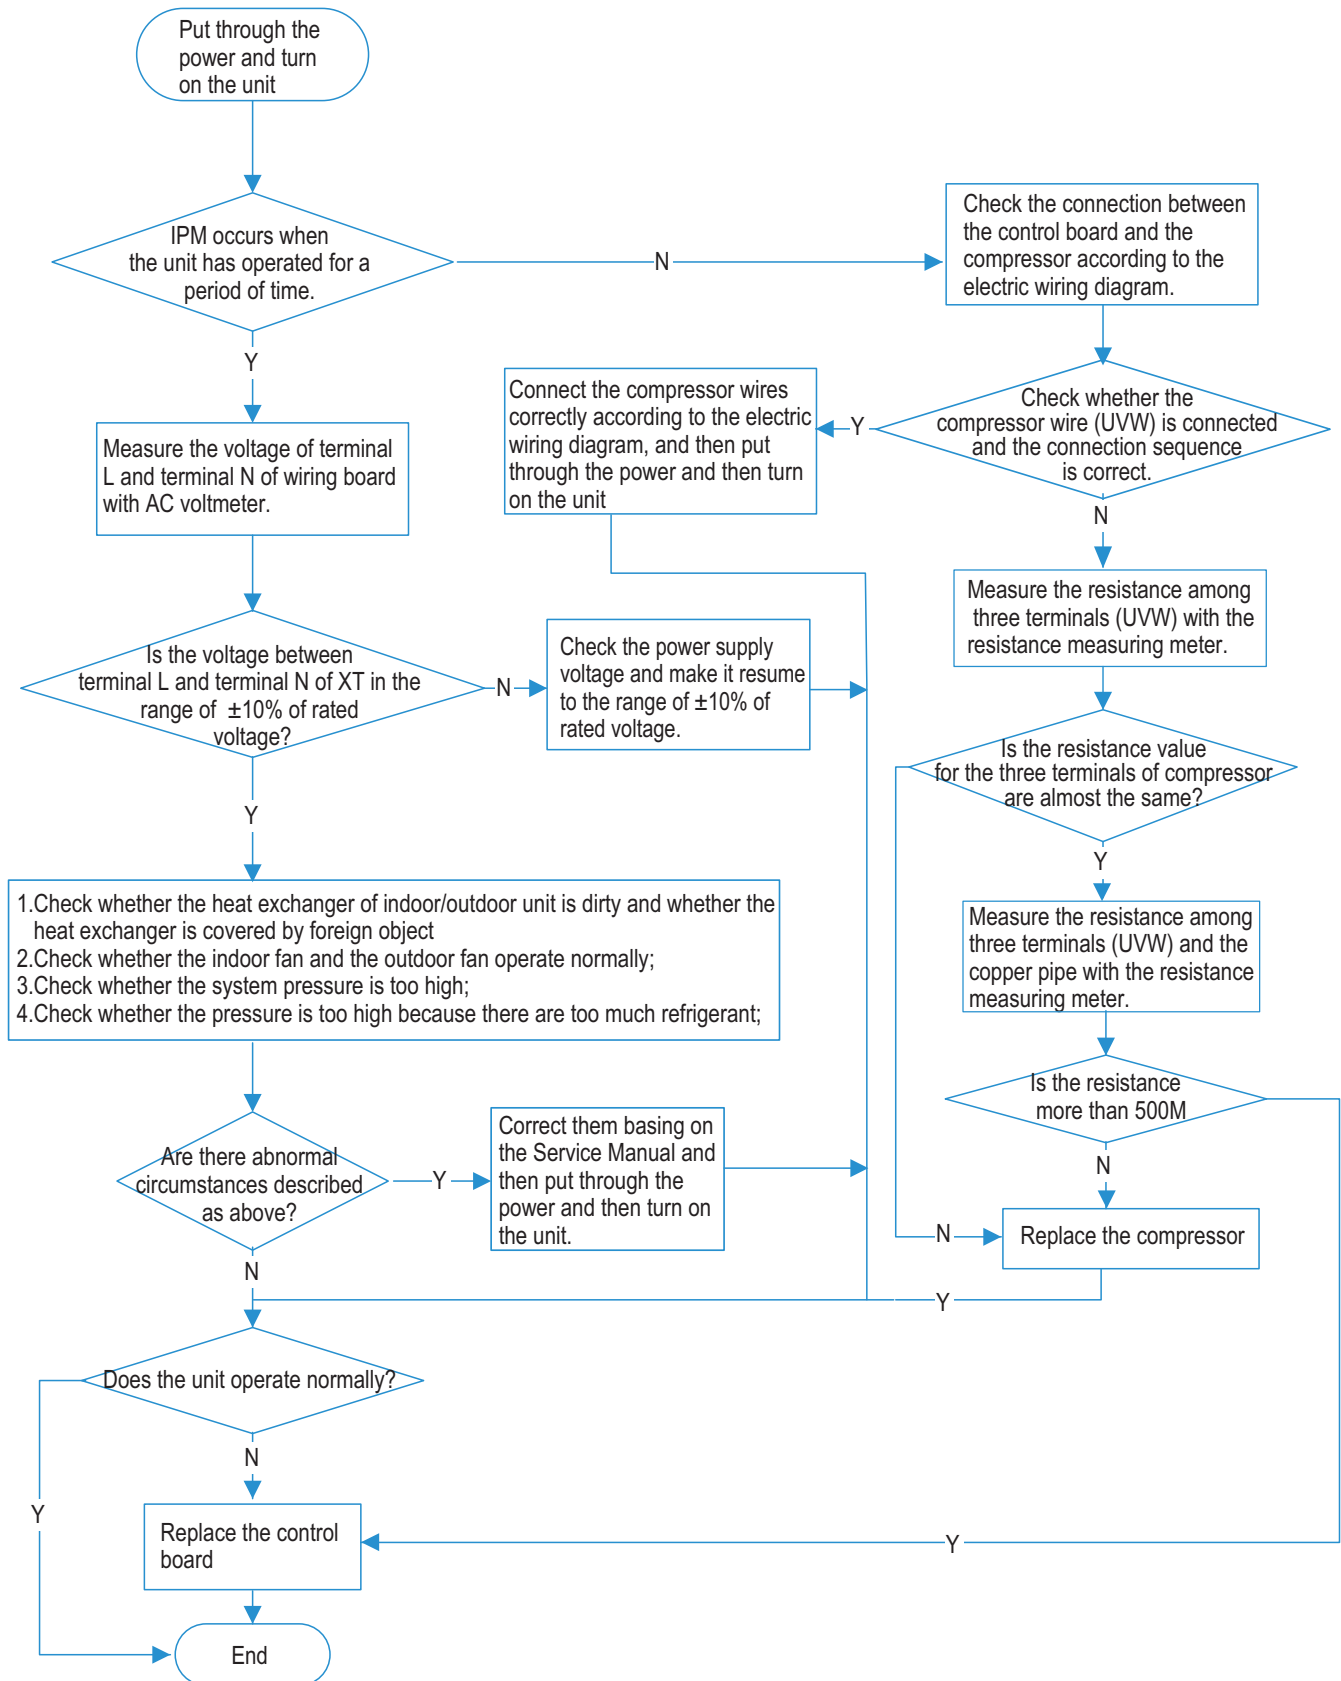 Put through the
power and turn
on the unit
IPM occurs when
the unit has operated for a
period of time.
N
Check the connection between
the control board and the
compressor according to the
electric wiring diagram.
Y
Measure the voltage of terminal
L and terminal N of wiring board
with AC voltmeter.
Connect the compressor wires
correctly according to the electric
wiring diagram, and then put
through the power and then turn
on the unit
Y
Check whether the
compressor wire (UVW) is connected
and the connection sequence
is correct.
N
Measure the resistance among
three terminals (UVW) with the
resistance measuring meter.
Is the voltage between
terminal L and terminal N of XT in the
range of ±10% of rated
voltage?
N
Check the power supply
voltage and make it resume
to the range of ±10% of
rated voltage.
Is the resistance value
for the three terminals of compressor
are almost the same?
Y
Y
1.Check whether the heat exchanger of indoor/outdoor unit is dirty and whether the
heat exchanger is covered by foreign object
2.Check whether the indoor fan and the outdoor fan operate normally;
3.Check whether the system pressure is too high;
4.Check whether the pressure is too high because there are too much refrigerant;
Measure the resistance among
three terminals (UVW) and the
copper pipe with the resistance
measuring meter.
Is the resistance
more than 500M
Are there abnormal
circumstances described
as above?
Y
Correct them basing on
the Service Manual and
then put through the
power and then turn on
the unit.
N
N
Replace the compressor
N
Y
Does the unit operate normally?
N
Y
Replace the control
board
Y
End